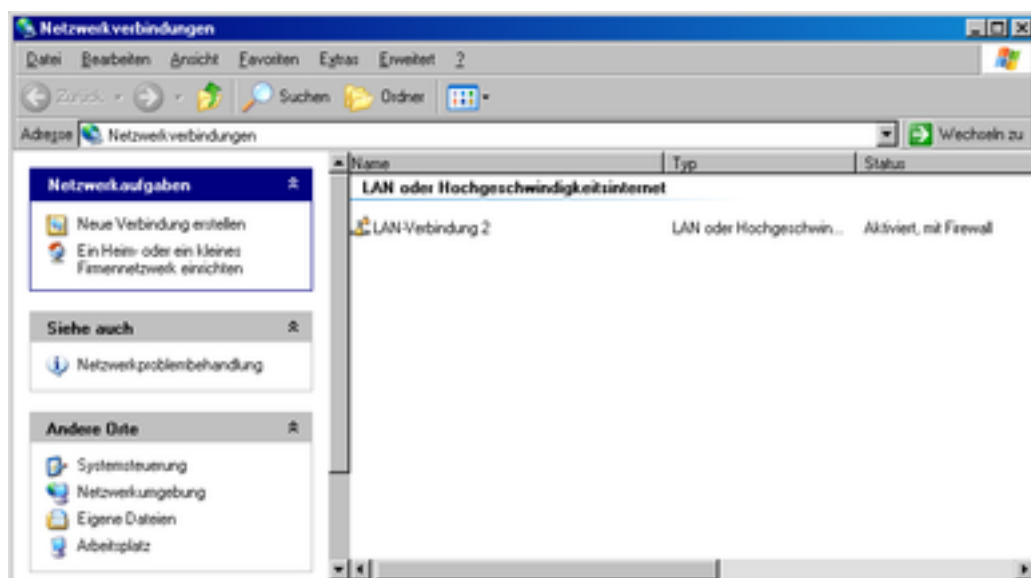 Netzwerkverbindungen
Datei Bearbeiten Ansicht Favoriten Extras Erweitert ?
Zurück Suchen Ordner
Adresse Netzwerkverbindungen Wechseln zu
Netzwerkaufgaben
Neue Verbindung erstellen
Ein Heim- oder ein kleines
Firmennetzwerk einrichten
Siehe auch
Netzwerkproblembehandlung
Andere Orte
Systemsteuerung
Netzwerkumgebung
Eigene Dateien
Arbeitsplatz
Name Typ Status
LAN oder Hochgeschwindigkeitsinternet
LAN-Verbindung 2 LAN oder Hochgeschwin... Aktiviert, mit Firewall